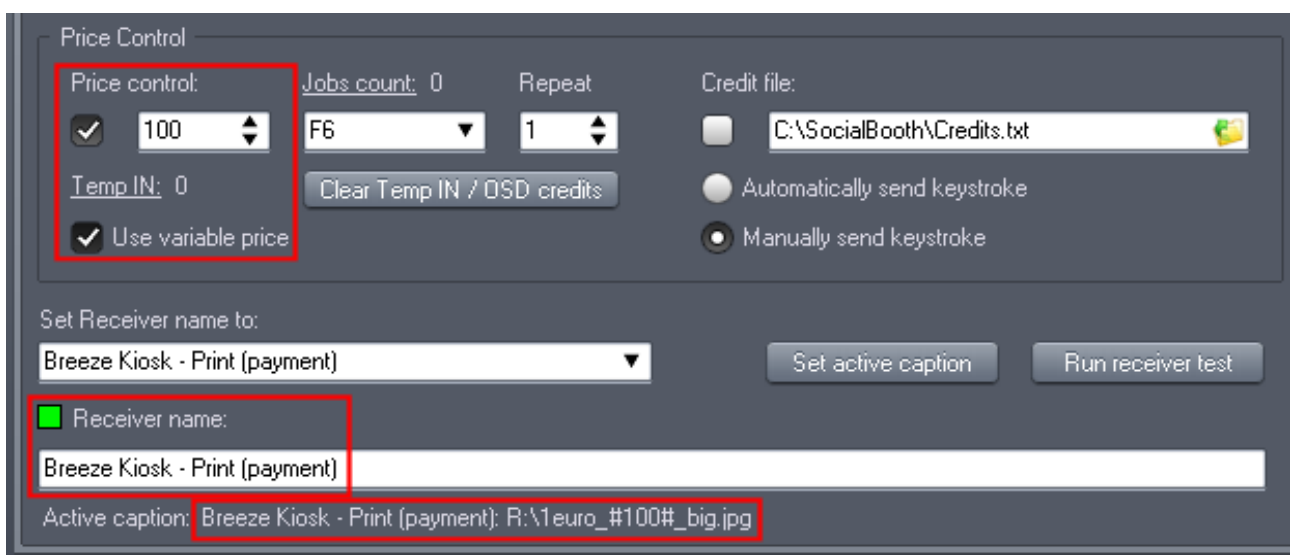 Price Control
Price control: Jobs count: 0 Repeat Credit file:
100 F6 1 C:\SocialBooth\Credits.txt
Temp IN: 0 Clear Temp IN / OSD credits Automatically send keystroke
Use variable price Manually send keystroke
Set Receiver name to:
Breeze Kiosk - Print (payment) Set active caption Run receiver test
Receiver name:
Breeze Kiosk - Print (payment)
Active caption: Breeze Kiosk - Print (payment): R:\1euro_#100#_big.jpg